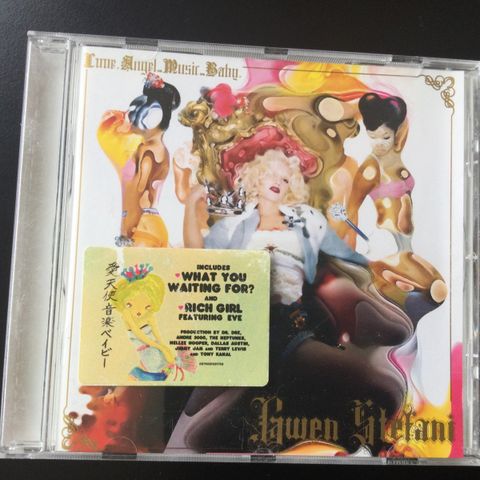 Love. Angel. Music. Baby.
愛天使音楽ベイビー
INCLUDES
WHAT YOU
WAITING FOR?
AND
RICH GIRL
FEATURING EVE
PRODUCTION BY DR. DRE,
ANDRE 3000, THE NEPTUNES,
NELLEE HOOPER, DALLAS AUSTIN,
JIMMY JAM AND TERRY LEWIS
AND TONY KANAL
Gwen Stefani